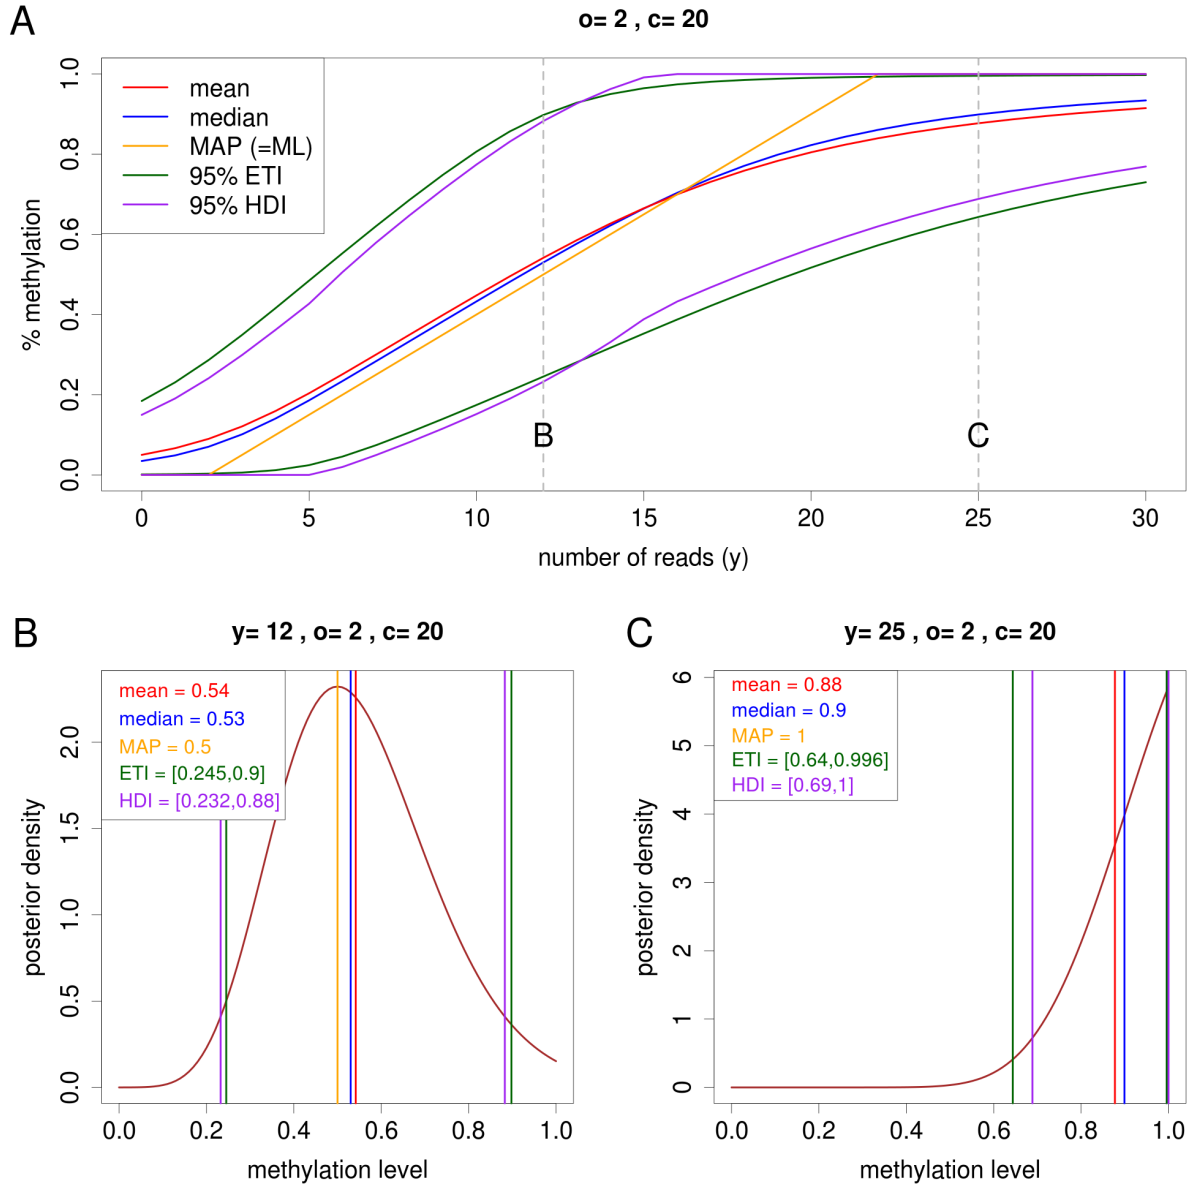 A
o= 2 , c= 20
mean
median
MAP (=ML)
95% ETI
95% HDI
% methylation
0.0 0.2 0.4 0.6 0.8 1.0
B
C
0 5 10 15 20 25 30
number of reads (y)
B
y= 12 , o= 2 , c= 20
mean = 0.54
median = 0.53
MAP = 0.5
ETI = [0.245,0.9]
HDI = [0.232,0.88]
posterior density
0.0 0.5 1.0 1.5 2.0
0.0 0.2 0.4 0.6 0.8 1.0
methylation level
C
y= 25 , o= 2 , c= 20
mean = 0.88
median = 0.9
MAP = 1
ETI = [0.64,0.996]
HDI = [0.69,1]
posterior density
0 1 2 3 4 5 6
0.0 0.2 0.4 0.6 0.8 1.0
methylation level